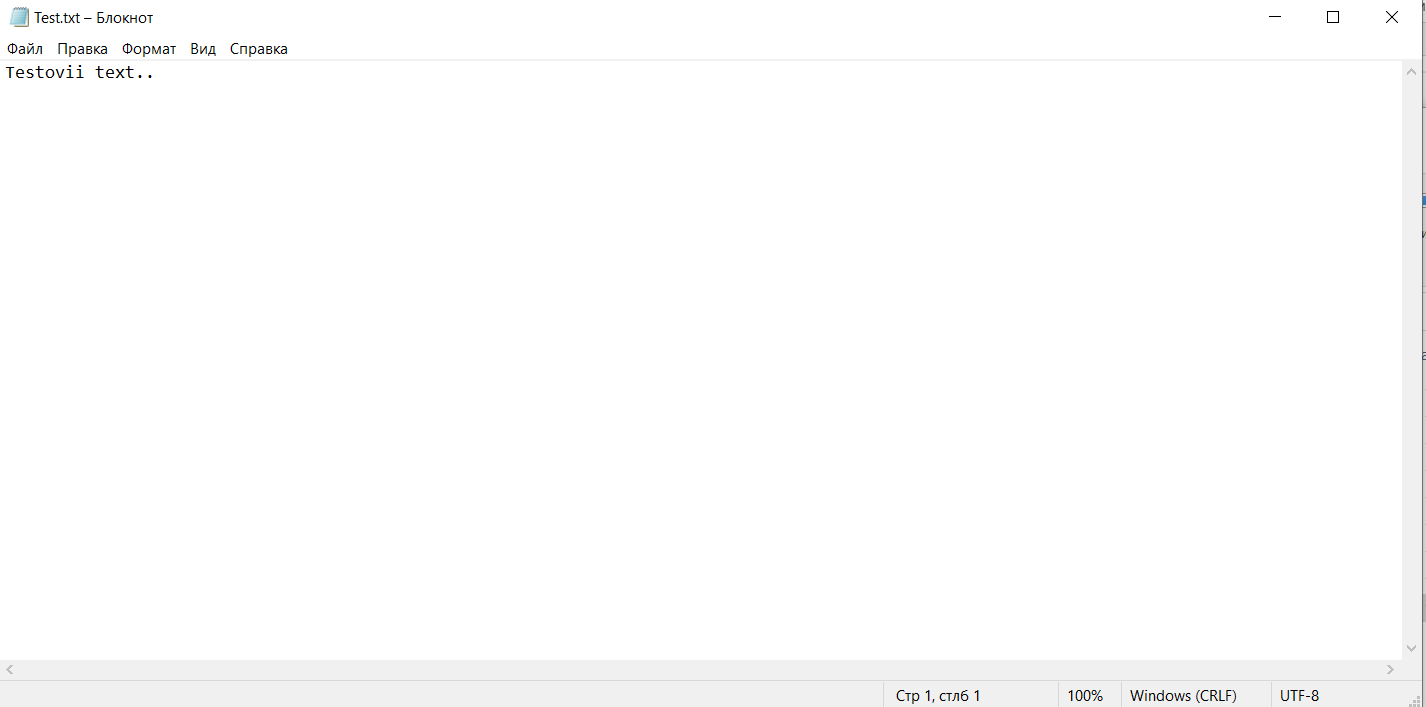 Test.txt – Блокнот
Файл Правка Формат Вид Справка
Testovii text..
Стр 1, стлб 1 100% Windows (CRLF) UTF-8